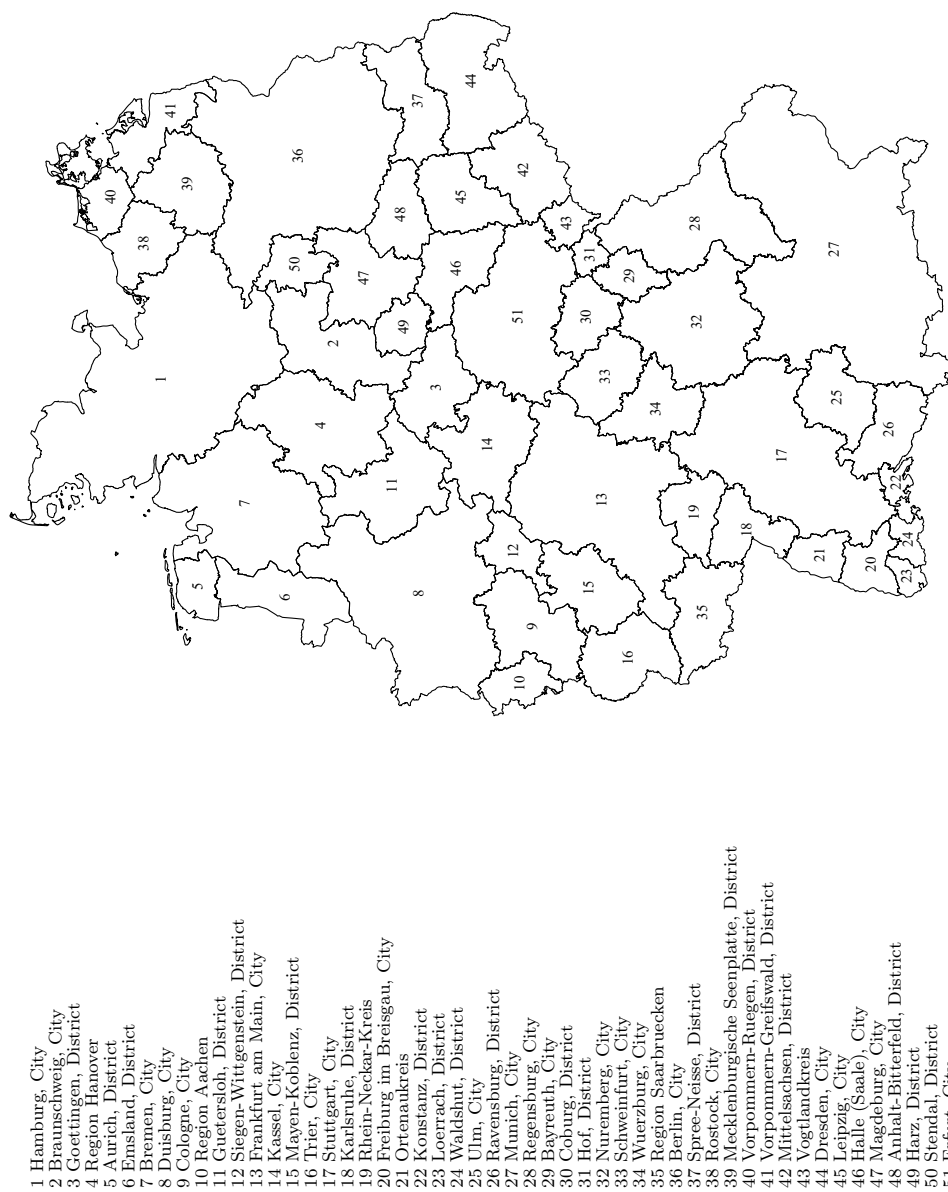 1 Hamburg, City
2 Braunschweig, City
3 Goettingen, District
4 Region Hanover
5 Aurich, District
6 Emsland, District
7 Bremen, City
8 Duisburg, City
9 Cologne, City
10 Region Aachen
11 Guetersloh, District
12 Siegen-Wittgenstein, District
13 Frankfurt am Main, City
14 Kassel, City
15 Mayen-Koblenz, District
16 Trier, City
17 Stuttgart, City
18 Karlsruhe, District
19 Rhein-Neckar-Kreis
20 Freiburg im Breisgau, City
21 Ortenaukreis
22 Konstanz, District
23 Loerrach, District
24 Waldshut, District
25 Ulm, City
26 Ravensburg, District
27 Munich, City
28 Regensburg, City
29 Bayreuth, City
30 Coburg, District
31 Hof, District
32 Nuremberg, City
33 Schweinfurt, City
34 Wuerzburg, City
35 Region Saarbruecken
36 Berlin, City
37 Spree-Neisse, District
38 Rostock, City
39 Mecklenburgische Seenplatte, District
40 Vorpommern-Ruegen, District
41 Vorpommern-Greifswald, District
42 Mittelsachsen, District
43 Vogtlandkreis
44 Dresden, City
45 Leipzig, City
46 Halle (Saale), City
47 Magdeburg, City
48 Anhalt-Bitterfeld, District
49 Harz, District
50 Stendal, District
51 Erfurt, City
44
41
37
36
39
40
42
43
45
48
38
28
31
50
46
47
27
29
51
30
32
2
49
1
3
33
25
34
4
26
14
17
11
7
22
13
19
18
12
24
21
5
15
8
20
23
6
9
35
16
10